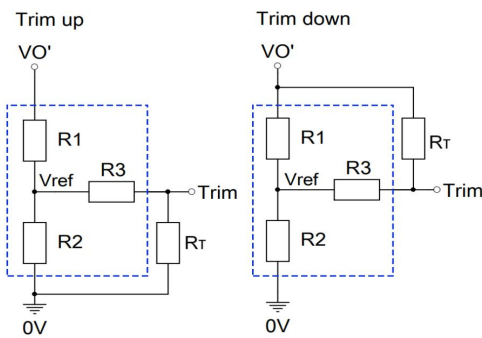 Trim up
VO'
R1
Vref
R3
Trim
R2
RT
0V
Trim down
VO'
R1
RT
Vref
R3
Trim
R2
0V